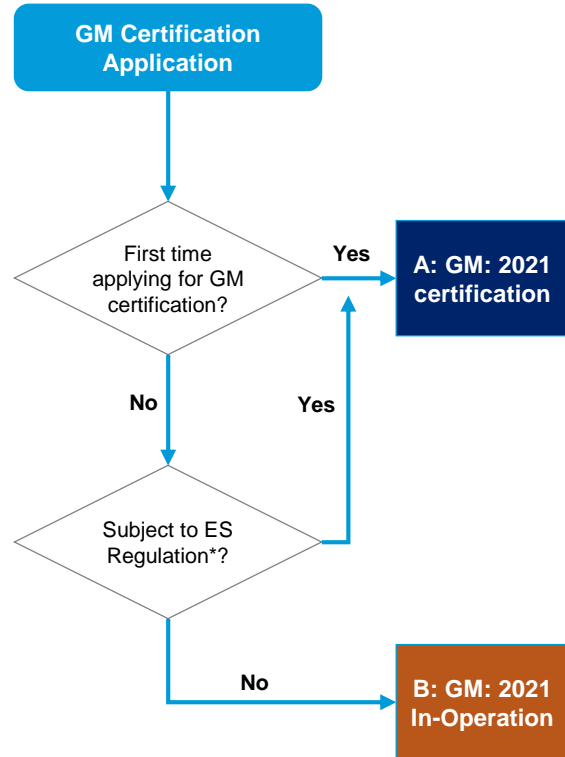 GM Certification
Application
First time
applying for GM
certification?
Yes
A: GM: 2021
certification
No
Yes
Subject to ES
Regulation*?
No
B: GM: 2021
In-Operation